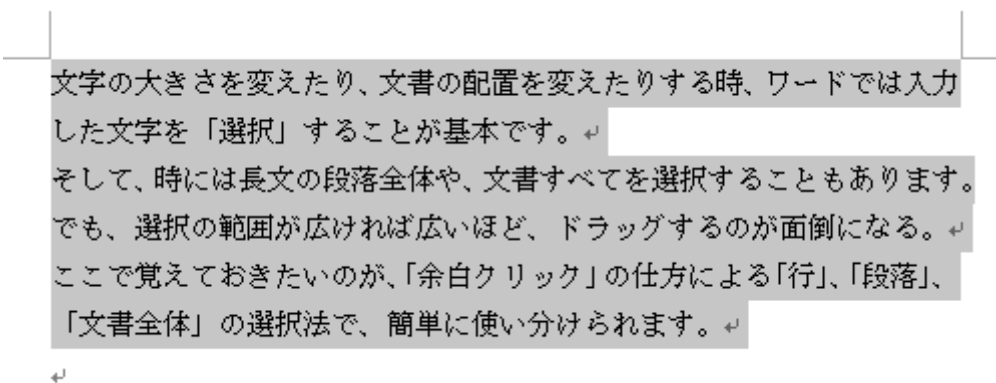 文字の大きさを変えたり、文書の配置を変えたりする時、ワードでは入力
した文字を「選択」することが基本です。
そして、時には長文の段落全体や、文書すべてを選択することもあります。
でも、選択の範囲が広ければ広いほど、ドラッグするのが面倒になる。
ここで覚えておきたいのが、「余白クリック」の仕方による「行」、「段落」、
「文書全体」の選択法で、簡単に使い分けられます。